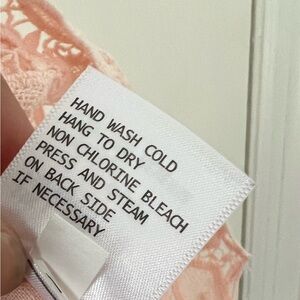 HAND WASH COLD
HANG TO DRY
NON CHLORINE BLEACH
PRESS AND STEAM
ON BACK SIDE
IF NECESSARY